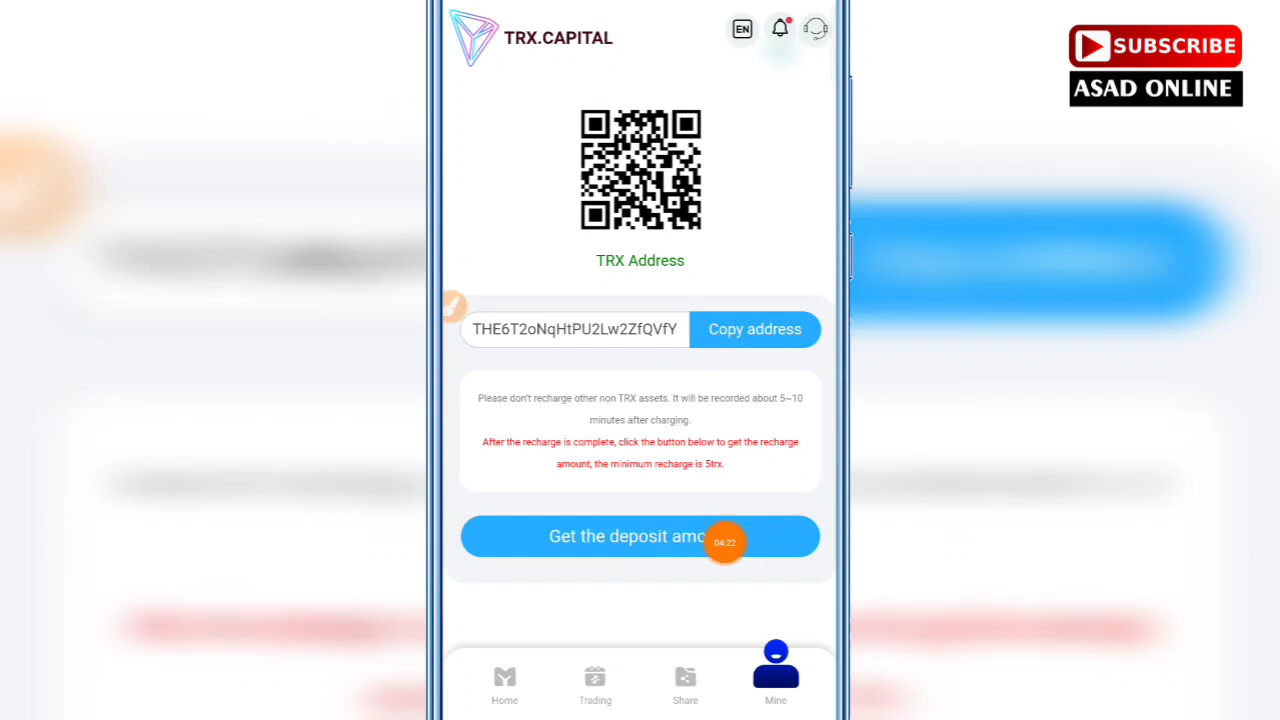 TRX.CAPITAL
EN
SUBSCRIBE
ASAD ONLINE
TRX Address
THE6T2oNqHtPU2Lw2ZfQVfY
Copy address
Please don't recharge other non TRX assets. It will be recorded about 5~10
minutes after charging.
After the recharge is complete, click the button below to get the recharge
amount, the minimum recharge is 5trx.
Get the deposit amo
04:22
Home
Trading
Share
Mine